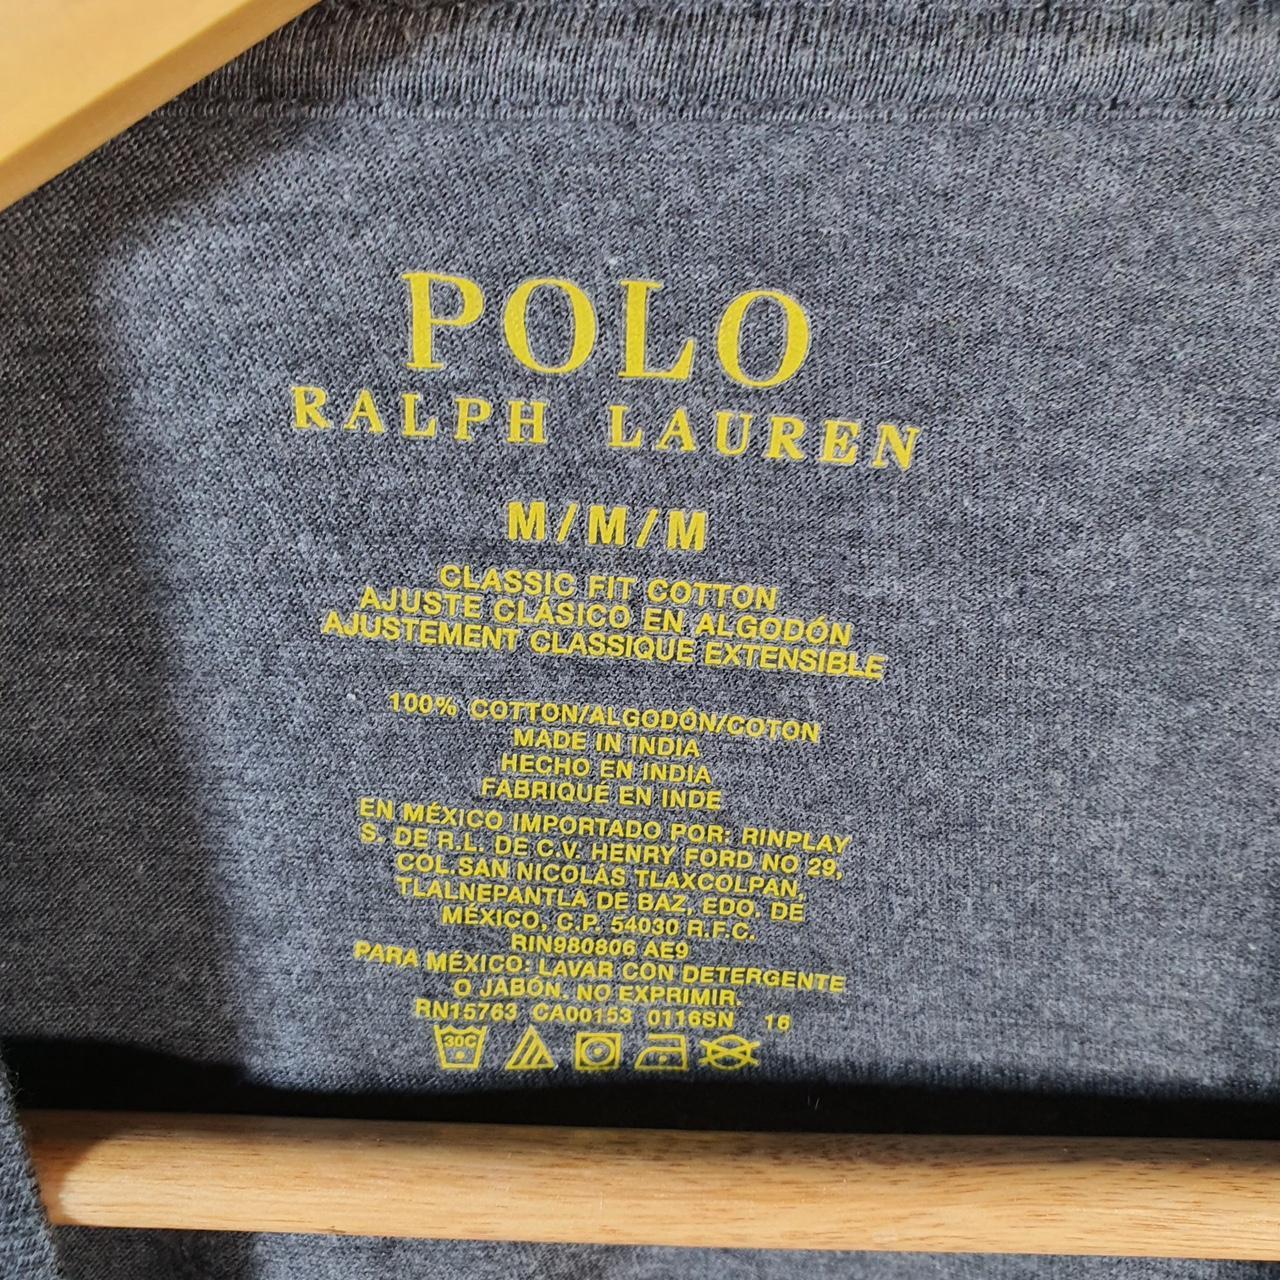 POLO
RALPH LAUREN
M/M/M
CLASSIC FIT COTTON
AJUSTE CLÁSICO EN ALGODÓN
AJUSTEMENT CLASSIQUE EXTENSIBLE
100% COTTON/ALGODÓN/COTON
MADE IN INDIA
HECHO EN INDIA
FABRIQUÉ EN INDE
EN MÉXICO IMPORTADO POR: RINPLAY
S. DE R.L. DE C.V. HENRY FORD NO 29,
COL.SAN NICOLÁS TLAXCOLPAN,
TLALNEPANTLA DE BAZ, EDO. DE
MÉXICO, C.P. 54030 R.F.C.
RIN980806 AE9
PARA MÉXICO: LAVAR CON DETERGENTE
O JABÓN. NO EXPRIMIR.
RN15763 CA00153 0116SN 16
30C